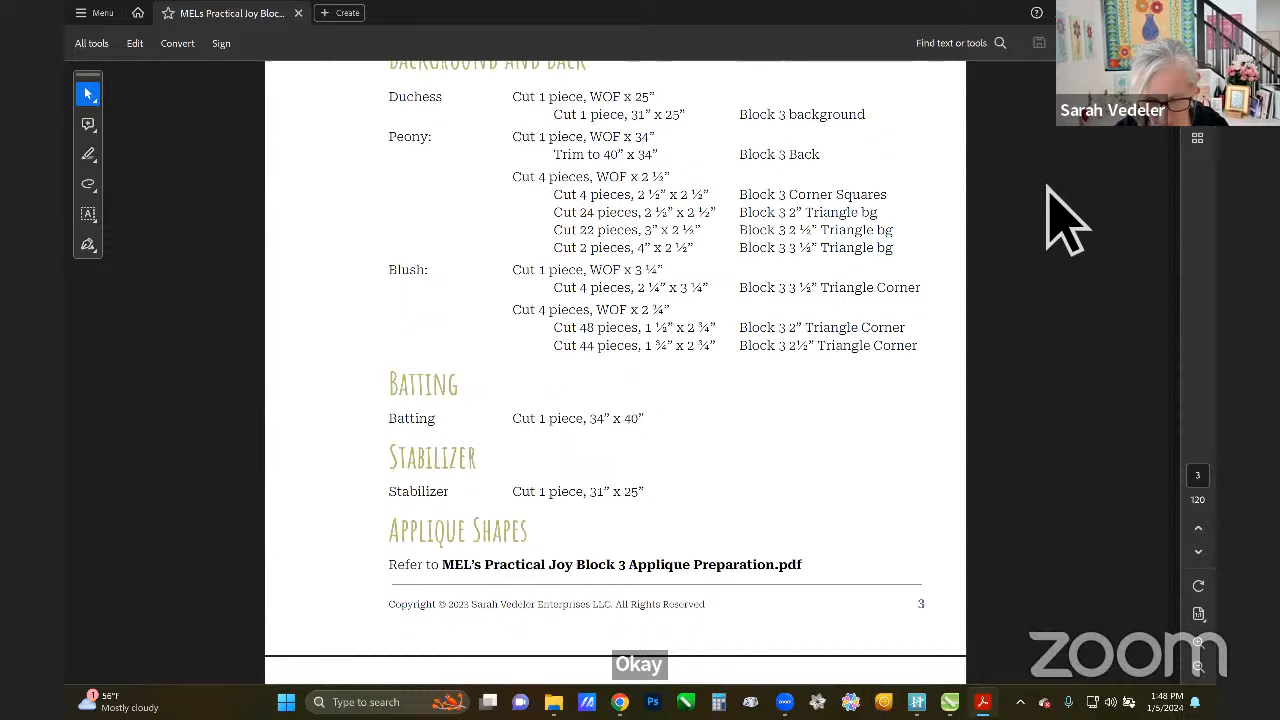 Menu
MELs Practical Joy Bloc...
Create
All tools
Edit
Convert
Sign
Find text or tools
Sarah Vedeler
BACKGROUND AND BACK
Duchess Cut 1 piece, WOF x 25”
Cut 1 piece, 31” x 25” Block 3 background
Peony: Cut 1 piece, WOF x 34”
Trim to 40” x 34” Block 3 Back
Cut 4 pieces, WOF x 2 ½”
Cut 4 pieces, 2 ½” x 2 ½” Block 3 Corner Squares
Cut 24 pieces, 2 ½” x 2 ½” Block 3 2” Triangle bg
Cut 22 pieces, 3” x 2 ½” Block 3 2 ½” Triangle bg
Cut 2 pieces, 4” x 2 ½” Block 3 3 ½” Triangle bg
Blush: Cut 1 piece, WOF x 3 ¼”
Cut 4 pieces, 2 ¼” x 3 ¼” Block 3 3 ½” Triangle Corner
Cut 4 pieces, WOF x 2 ¾”
Cut 48 pieces, 1 ½” x 2 ¾” Block 3 2” Triangle Corner
Cut 44 pieces, 1 ¾” x 2 ¾” Block 3 2½” Triangle Corner
BATTING
Batting Cut 1 piece, 34” x 40”
STABILIZER
Stabilizer Cut 1 piece, 31” x 25”
APPLIQUE SHAPES
Refer to MEL’s Practical Joy Block 3 Applique Preparation.pdf
Copyright © 2023 Sarah Vedeler Enterprises LLC. All Rights Reserved 3
3
120
zoom
Okay
1
56°F
Mostly cloudy
Type to search
zoom
1:48 PM
1/5/2024